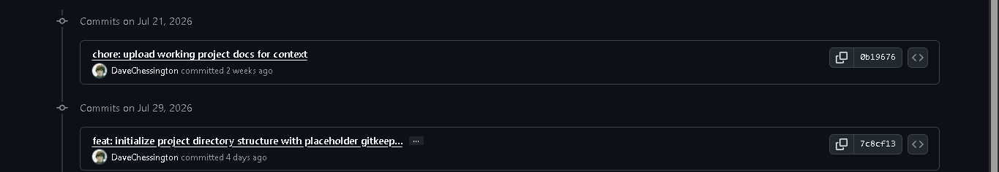 Commits on Jul 21, 2026
chore: upload working project docs for context
0b19676
DaveChessington committed 2 weeks ago
Commits on Jul 29, 2026
feat: initialize project directory structure with placeholder gitkeep...
7c8cf13
DaveChessington committed 4 days ago